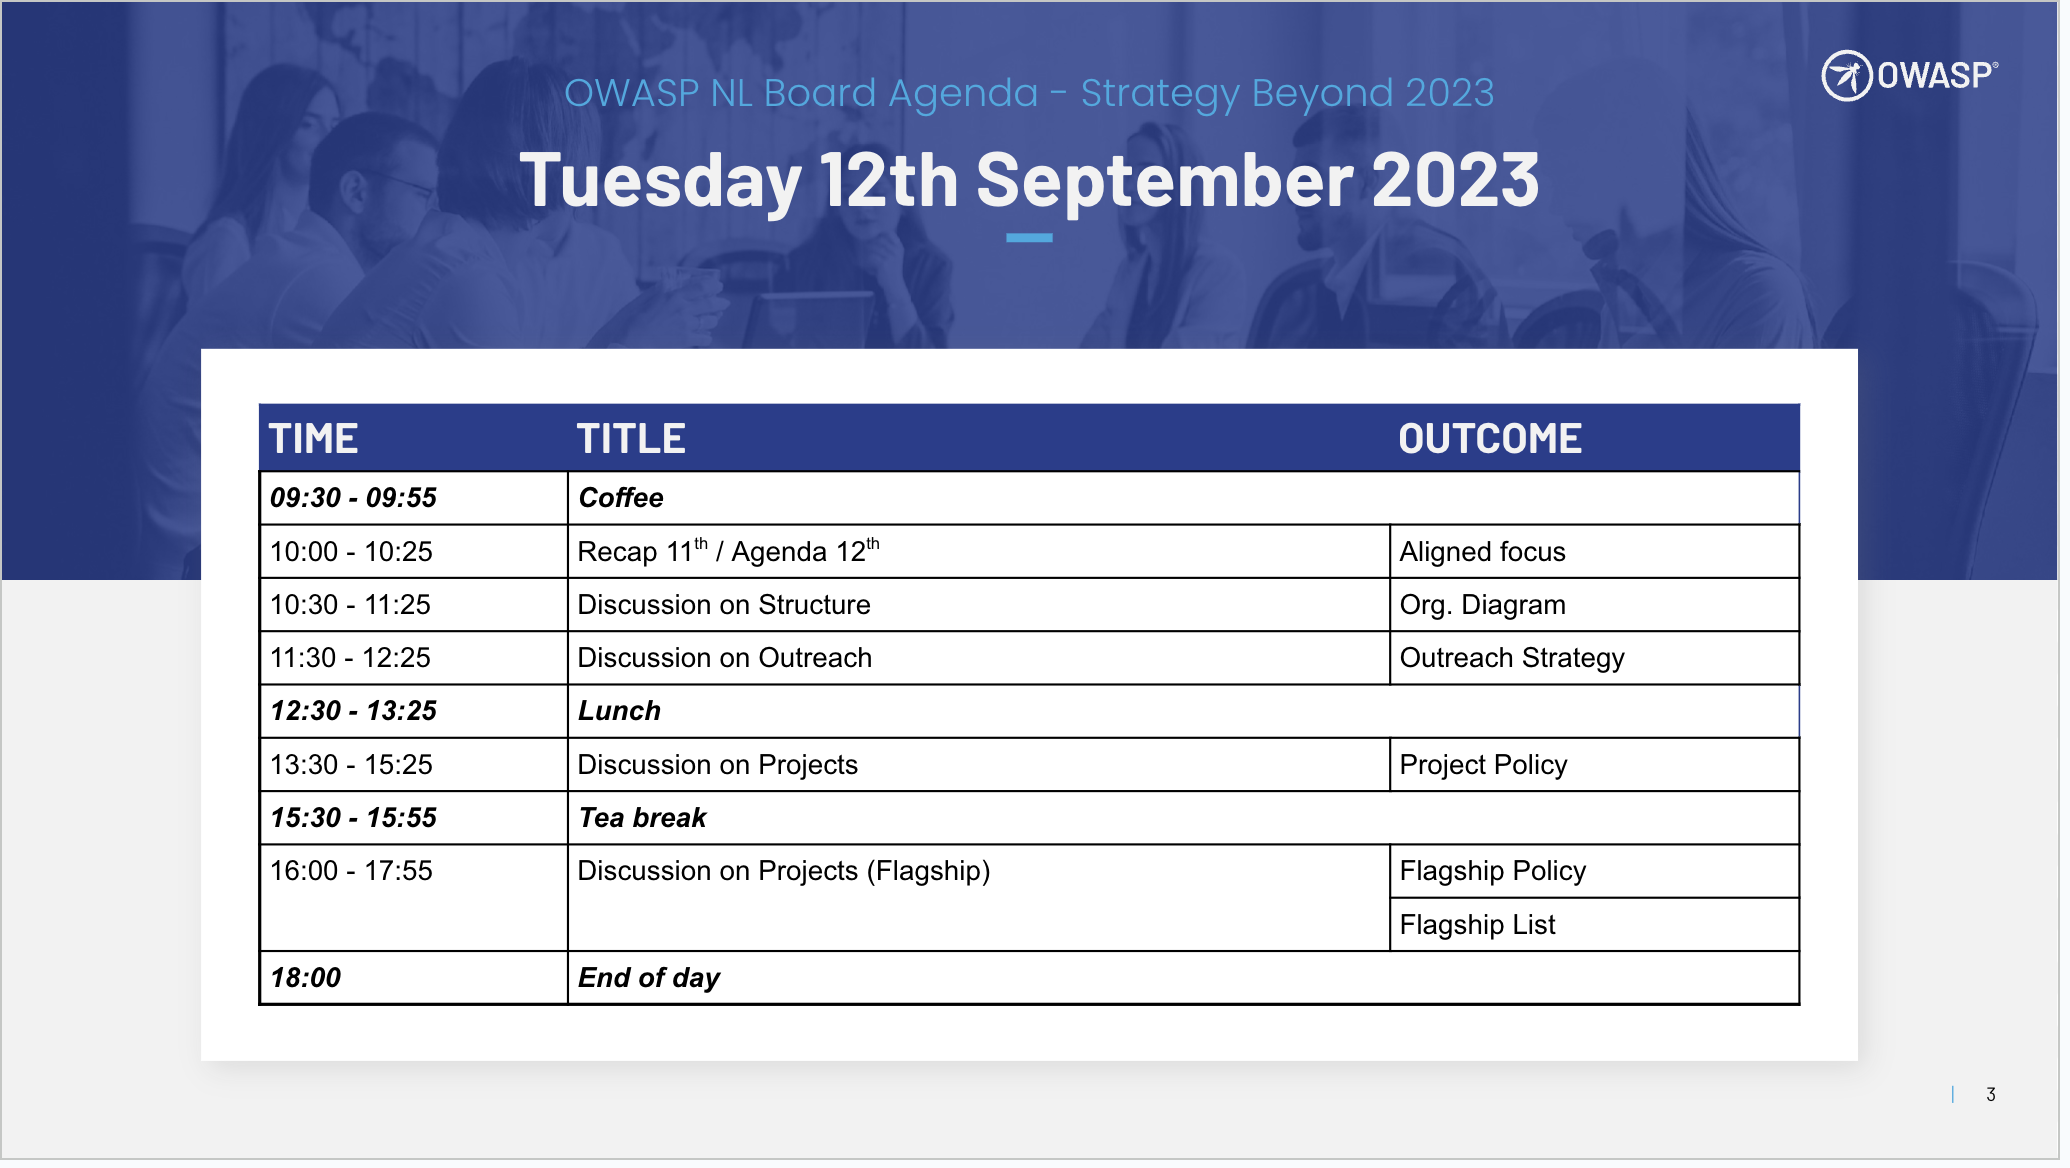 OWASP NL Board Agenda - Strategy Beyond 2023
OWASP®
Tuesday 12th September 2023
TIME TITLE OUTCOME
09:30 - 09:55 Coffee
10:00 - 10:25 Recap 11th / Agenda 12th Aligned focus
10:30 - 11:25 Discussion on Structure Org. Diagram
11:30 - 12:25 Discussion on Outreach Outreach Strategy
12:30 - 13:25 Lunch
13:30 - 15:25 Discussion on Projects Project Policy
15:30 - 15:55 Tea break
16:00 - 17:55 Discussion on Projects (Flagship) Flagship Policy
Flagship List
18:00 End of day
| 3